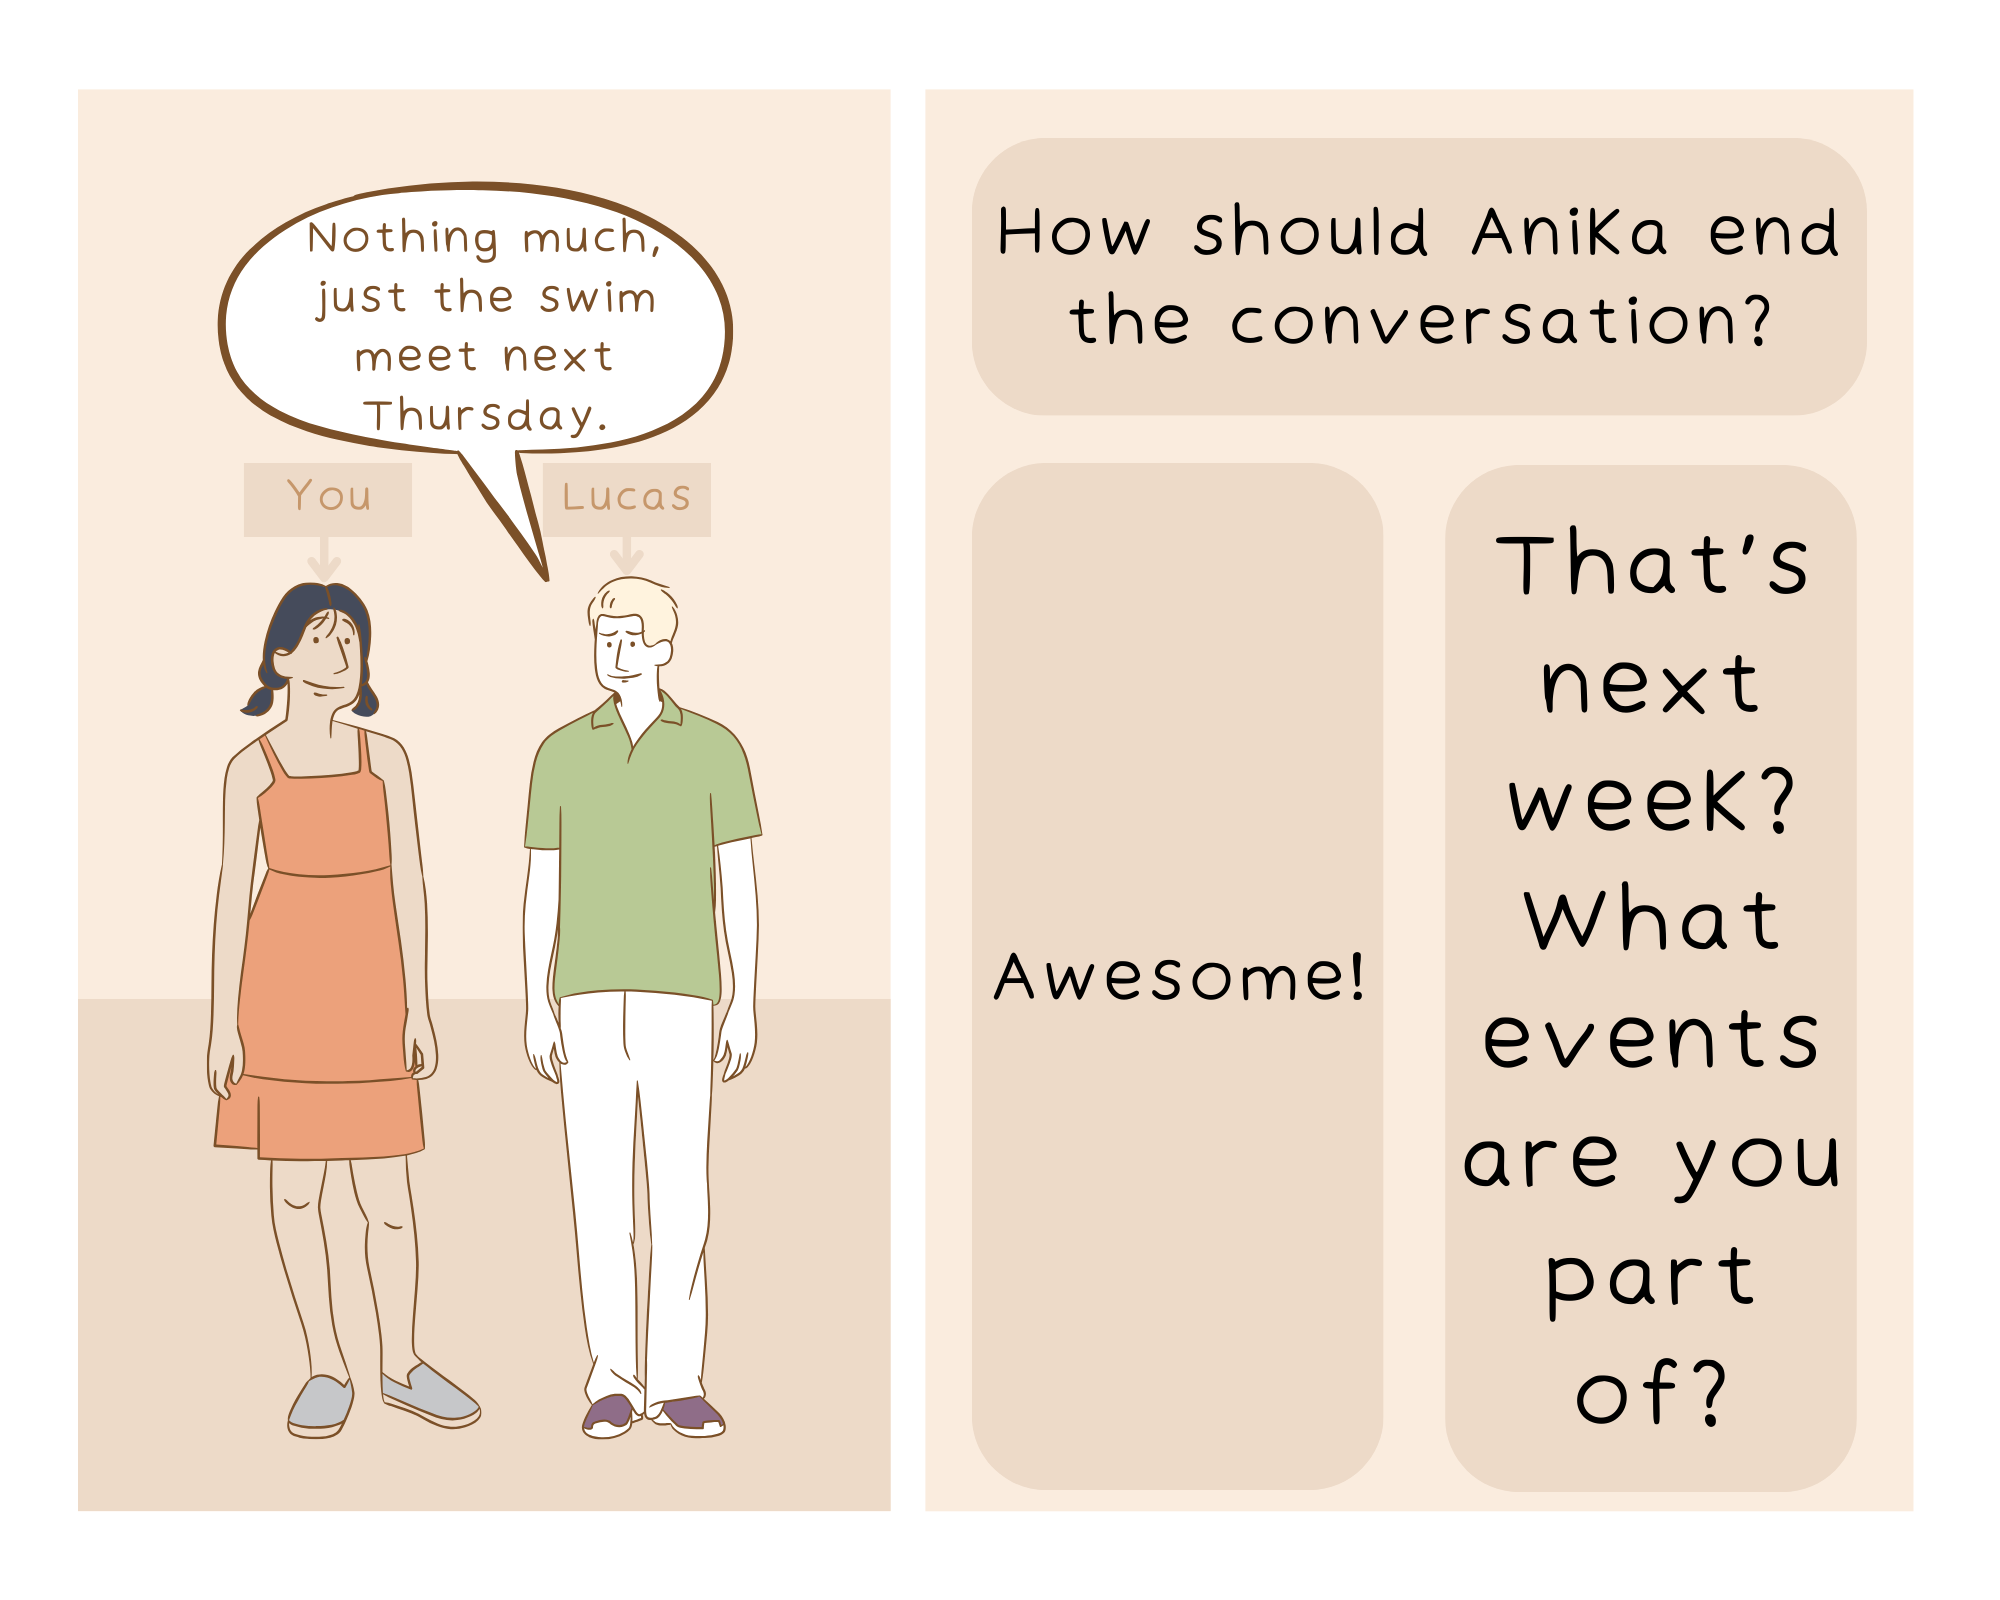 Nothing much,
just the swim
meet next
Thursday.
You
Lucas
How should Anika end
the conversation?
Awesome!
That's
next
week?
What
events
are you
part
of?